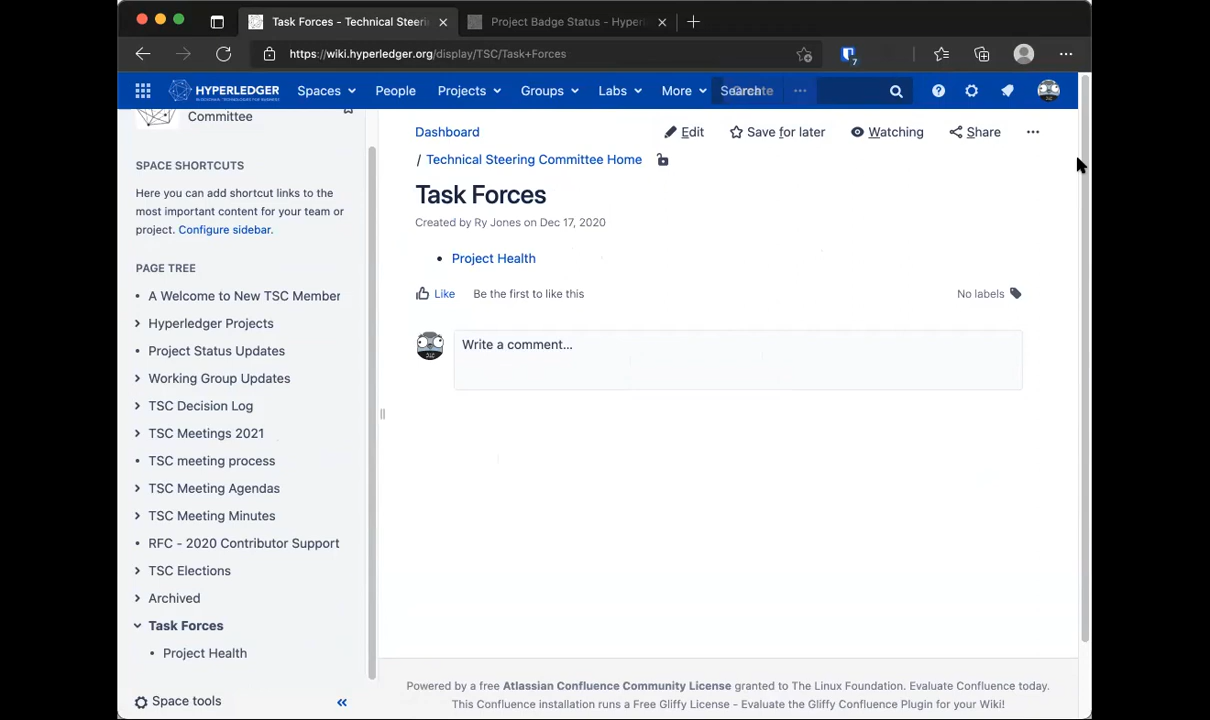 Task Forces - Technical Steerin
Project Badge Status - Hyperl
https://wiki.hyperledger.org/display/TSC/Task+Forces
7
HYPERLEDGER
Spaces
People
Projects
Groups
Labs
More
Search
Create
Committee
SPACE SHORTCUTS
Here you can add shortcut links to the
most important content for your team or
project. Configure sidebar.
PAGE TREE
A Welcome to New TSC Member
Hyperledger Projects
Project Status Updates
Working Group Updates
TSC Decision Log
TSC Meetings 2021
TSC meeting process
TSC Meeting Agendas
TSC Meeting Minutes
RFC - 2020 Contributor Support
TSC Elections
Archived
Task Forces
Project Health
Space tools
Dashboard
Edit
Save for later
Watching
Share
/ Technical Steering Committee Home
Task Forces
Created by Ry Jones on Dec 17, 2020
Project Health
Like
Be the first to like this
No labels
Write a comment…
Powered by a free Atlassian Confluence Community License granted to The Linux Foundation. Evaluate Confluence today.
This Confluence installation runs a Free Gliffy License - Evaluate the Gliffy Confluence Plugin for your Wiki!